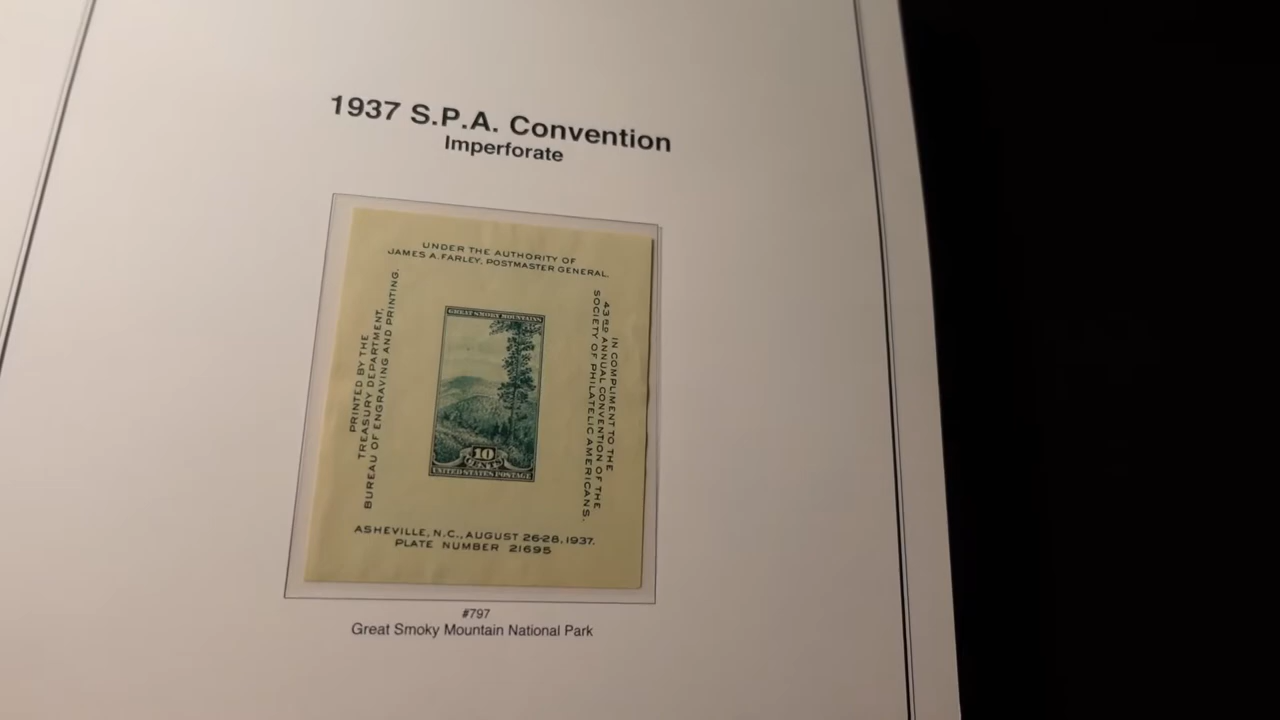 1937 S.P.A. Convention
Imperforate
UNDER THE AUTHORITY OF
JAMES A. FARLEY, POSTMASTER GENERAL.
PRINTED BY THE
TREASURY DEPARTMENT,
BUREAU OF ENGRAVING AND PRINTING.
GREAT SMOKY MOUNTAINS
10
CENTS
UNITED STATES POSTAGE
IN COMPLIMENT TO THE
43RD ANNUAL CONVENTION OF THE
SOCIETY OF PHILATELIC AMERICANS.
ASHEVILLE, N.C., AUGUST 26-28, 1937.
PLATE NUMBER 21695
#797
Great Smoky Mountain National Park